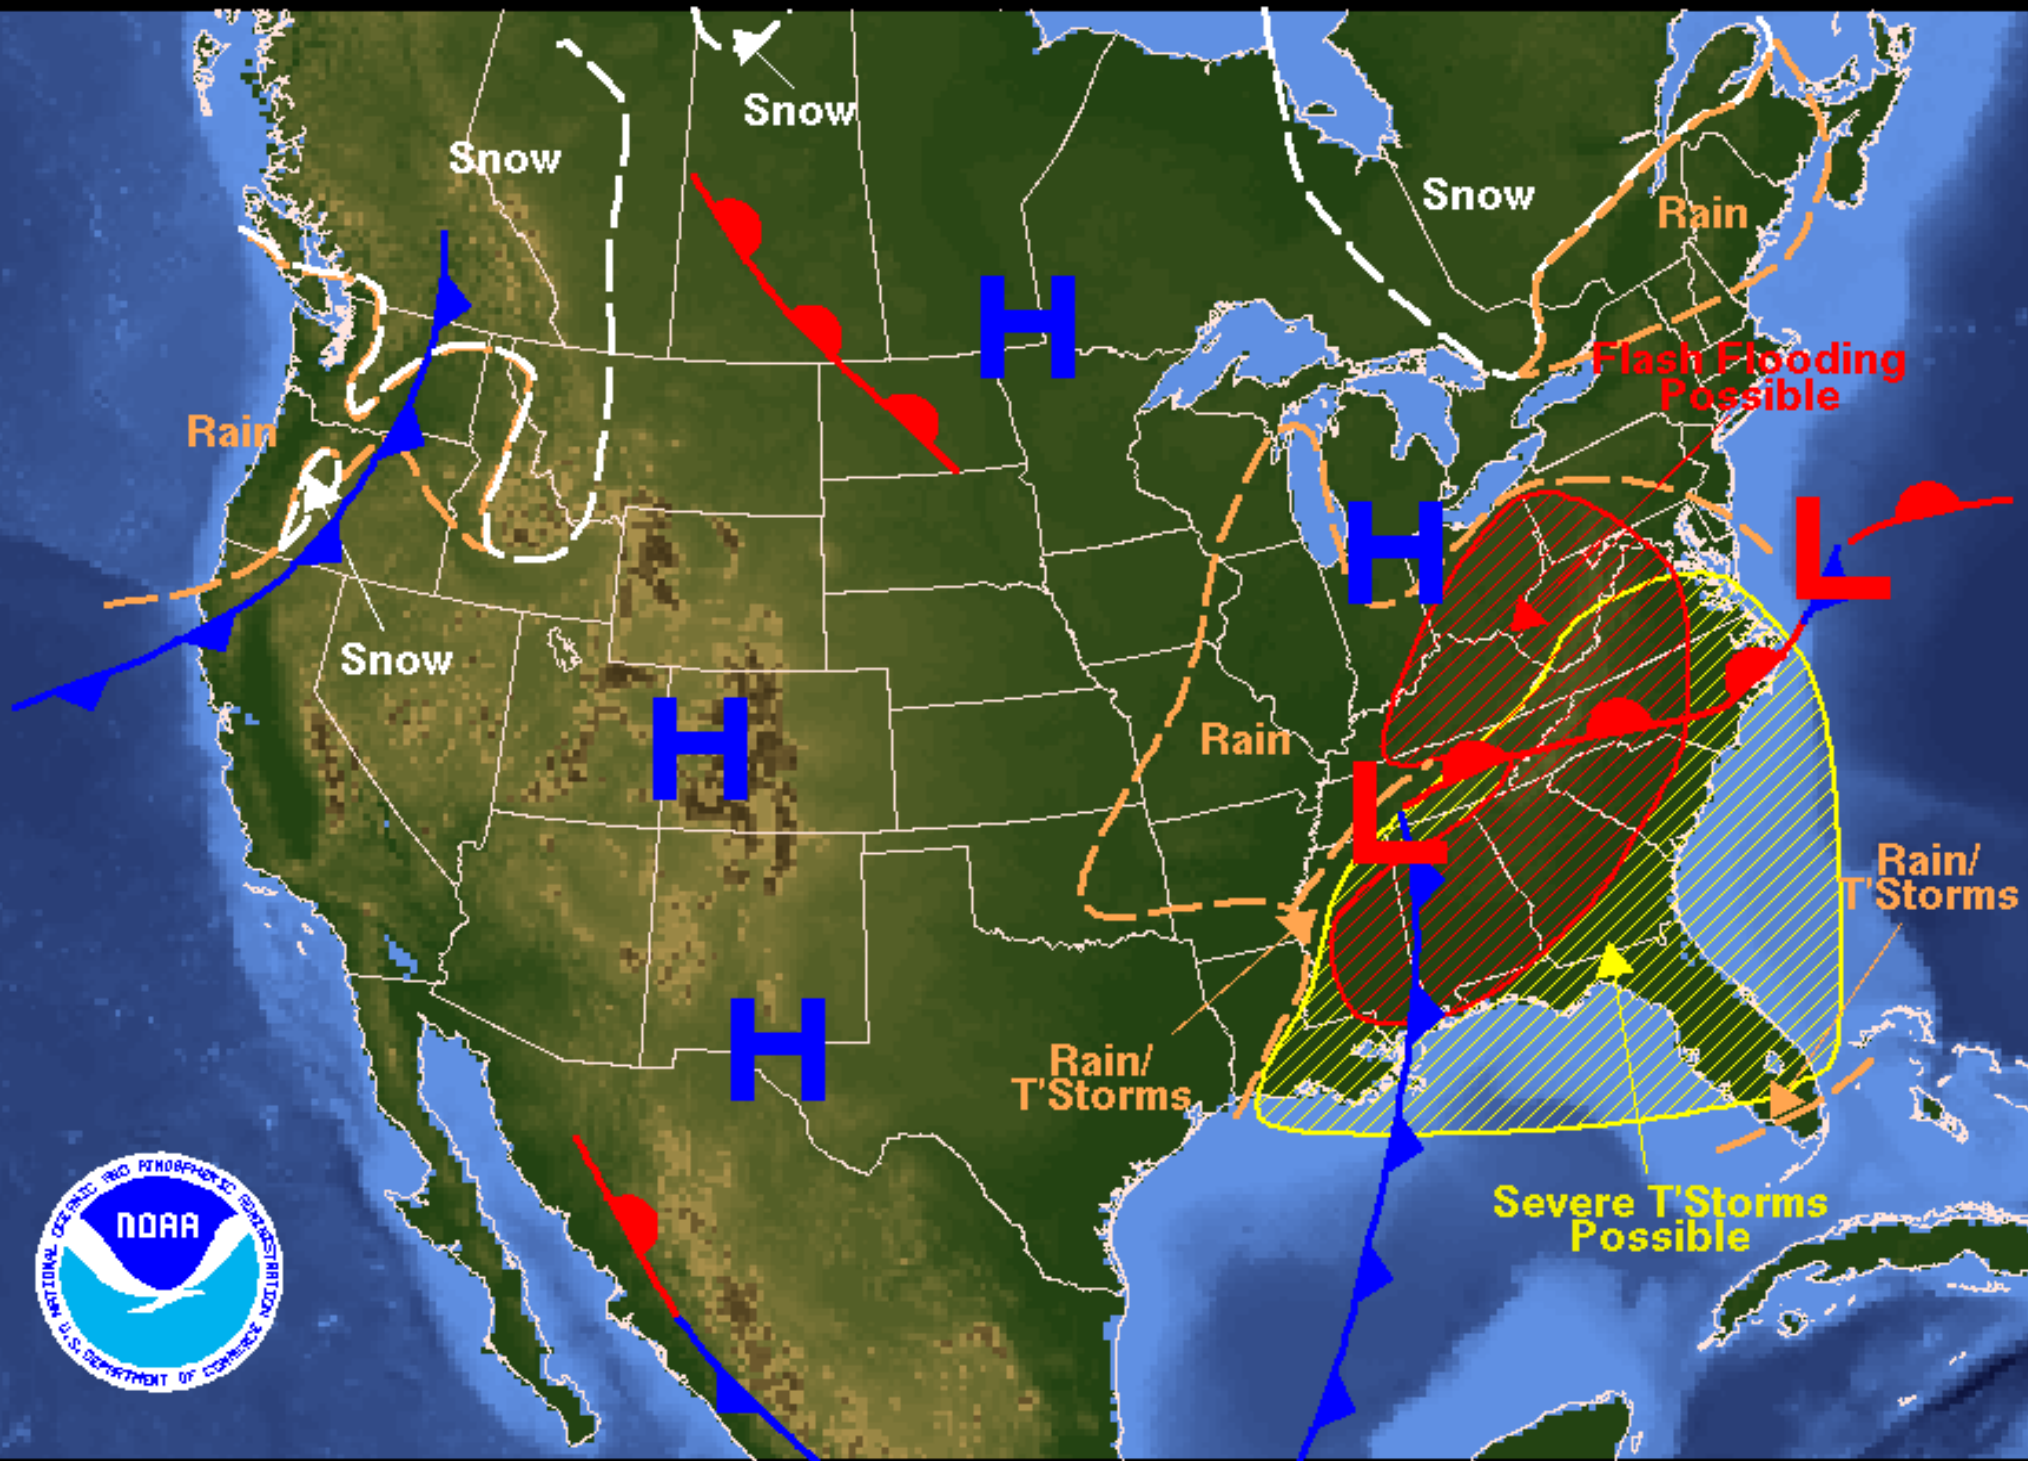 Snow
Snow
Snow
Rain
H
Flash Flooding
Possible
Rain
H
L
Snow
H
Rain
L
Rain/
T'Storms
H
Rain/
T'Storms
Severe T'Storms
Possible
NOAA
NATIONAL OCEANIC AND ATMOSPHERIC ADMINISTRATION
U.S. DEPARTMENT OF COMMERCE